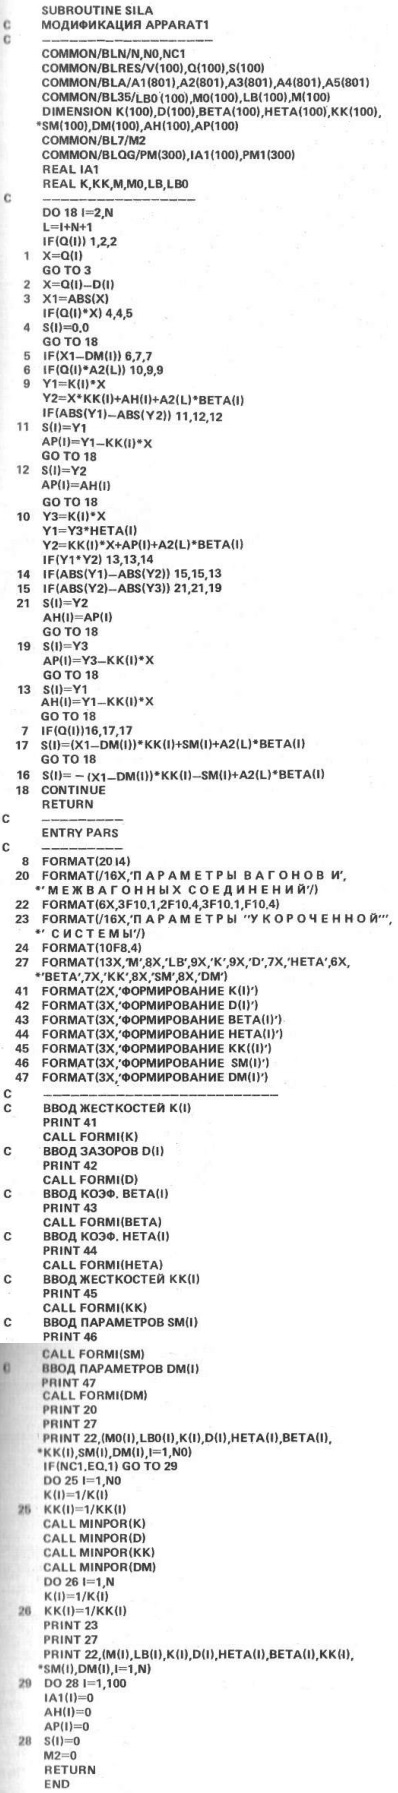 SUBROUTINE SILA
C МОДИФИКАЦИЯ APPARAT1
C --------------------
COMMON/BLN/N,N0,NC1
COMMON/BLRES/V(100),Q(100),S(100)
COMMON/BLA/A1(801),A2(801),A3(801),A4(801),A5(801)
COMMON/BL35/LB0(100),M0(100),LB(100),M(100)
DIMENSION K(100),D(100),BETA(100),HETA(100),KK(100),
*SM(100),DM(100),AH(100),AP(100)
COMMON/BL7/M2
COMMON/BLQG/PM(300),IA1(100),PM1(300)
REAL IA1
REAL K,KK,M,M0,LB,LB0
C -----------------
DO 18 I=2,N
L=I+N+1
IF(Q(I)) 1,2,2
1 X=Q(I)
GO TO 3
2 X=Q(I)-D(I)
3 X1=ABS(X)
IF(Q(I)*X) 4,4,5
4 S(I)=0.0
GO TO 18
5 IF(X1-DM(I)) 6,7,7
6 IF(Q(I)*A2(L)) 10,9,9
9 Y1=K(I)*X
Y2=X*KK(I)+AH(I)+A2(L)*BETA(I)
IF(ABS(Y1)-ABS(Y2)) 11,12,12
11 S(I)=Y1
AP(I)=Y1-KK(I)*X
GO TO 18
12 S(I)=Y2
AP(I)=AH(I)
GO TO 18
10 Y3=K(I)*X
Y1=Y3*HETA(I)
Y2=KK(I)*X+AP(I)+A2(L)*BETA(I)
IF(Y1*Y2) 13,13,14
14 IF(ABS(Y1)-ABS(Y2)) 15,15,13
15 IF(ABS(Y2)-ABS(Y3)) 21,21,19
21 S(I)=Y2
AH(I)=AP(I)
GO TO 18
19 S(I)=Y3
AP(I)=Y3-KK(I)*X
GO TO 18
13 S(I)=Y1
AH(I)=Y1-KK(I)*X
GO TO 18
7 IF(Q(I))16,17,17
17 S(I)=(X1-DM(I))*KK(I)+SM(I)+A2(L)*BETA(I)
GO TO 18
16 S(I)= - (X1-DM(I))*KK(I)-SM(I)+A2(L)*BETA(I)
18 CONTINUE
RETURN
C ---------
ENTRY PARS
C ---------
8 FORMAT(20I4)
20 FORMAT(/16X,'П А Р А М Е Т Р Ы В А Г О Н О В И',
*' М Е Ж В А Г О Н Н Ы Х С О Е Д И Н Е Н И Й'/)
22 FORMAT(6X,3F10.1,2F10.4,3F10.1,F10.4)
23 FORMAT(/16X,'П А Р А М Е Т Р Ы ''У К О Р О Ч Е Н Н О Й''',
*' С И С Т Е М Ы'/)
24 FORMAT(10F8.4)
27 FORMAT(13X,'M',8X,'LB',9X,'K',9X,'D',7X,'HETA',6X,
*'BETA',7X,'KK',8X,'SM',8X,'DM')
41 FORMAT(2X,'ФОРМИРОВАНИЕ K(I)')
42 FORMAT(3X,'ФОРМИРОВАНИЕ D(I)')
43 FORMAT(3X,'ФОРМИРОВАНИЕ BETA(I)')
44 FORMAT(3X,'ФОРМИРОВАНИЕ HETA(I)')
45 FORMAT(3X,'ФОРМИРОВАНИЕ KK((I)')
46 FORMAT(3X,'ФОРМИРОВАНИЕ SM(I)')
47 FORMAT(3X,'ФОРМИРОВАНИЕ DM(I)')
C --------------------------
C ВВОД ЖЕСТКОСТЕЙ K(I)
PRINT 41
CALL FORMI(K)
C ВВОД ЗАЗОРОВ D(I)
PRINT 42
CALL FORMI(D)
C ВВОД КОЭФ. BETA(I)
PRINT 43
CALL FORMI(BETA)
C ВВОД КОЭФ. HETA(I)
PRINT 44
CALL FORMI(HETA)
C ВВОД ЖЕСТКОСТЕЙ KK(I)
PRINT 45
CALL FORMI(KK)
C ВВОД ПАРАМЕТРОВ SM(I)
PRINT 46
CALL FORMI(SM)
C ВВОД ПАРАМЕТРОВ DM(I)
PRINT 47
CALL FORMI(DM)
PRINT 20
PRINT 27
PRINT 22,(M0(I),LB0(I),K(I),D(I),HETA(I),BETA(I),
*KK(I),SM(I),DM(I),I=1,N0)
IF(NC1.EQ.1) GO TO 29
DO 25 I=1,N0
K(I)=1/K(I)
25 KK(I)=1/KK(I)
CALL MINPOR(K)
CALL MINPOR(D)
CALL MINPOR(KK)
CALL MINPOR(DM)
DO 26 I=1,N
K(I)=1/K(I)
26 KK(I)=1/KK(I)
PRINT 23
PRINT 27
PRINT 22,(M(I),LB(I),K(I),D(I),HETA(I),BETA(I),KK(I),
*SM(I),DM(I),I=1,N)
29 DO 28 I=1,100
IA1(I)=0
AH(I)=0
AP(I)=0
28 S(I)=0
M2=0
RETURN
END